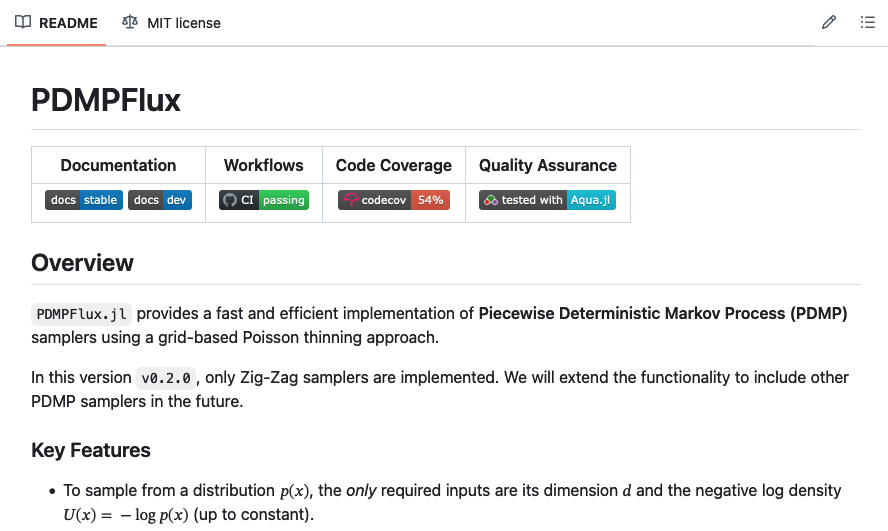 README MIT license
PDMPFlux
Documentation Workflows Code Coverage Quality Assurance
docs stable docs dev CI passing codecov 54% tested with Aqua.jl
Overview
PDMPFlux.jl provides a fast and efficient implementation of Piecewise Deterministic Markov Process (PDMP)
samplers using a grid-based Poisson thinning approach.
In this version v0.2.0 , only Zig-Zag samplers are implemented. We will extend the functionality to include other
PDMP samplers in the future.
Key Features
• To sample from a distribution p(x), the only required inputs are its dimension d and the negative log density
U(x) = − log p(x) (up to constant).